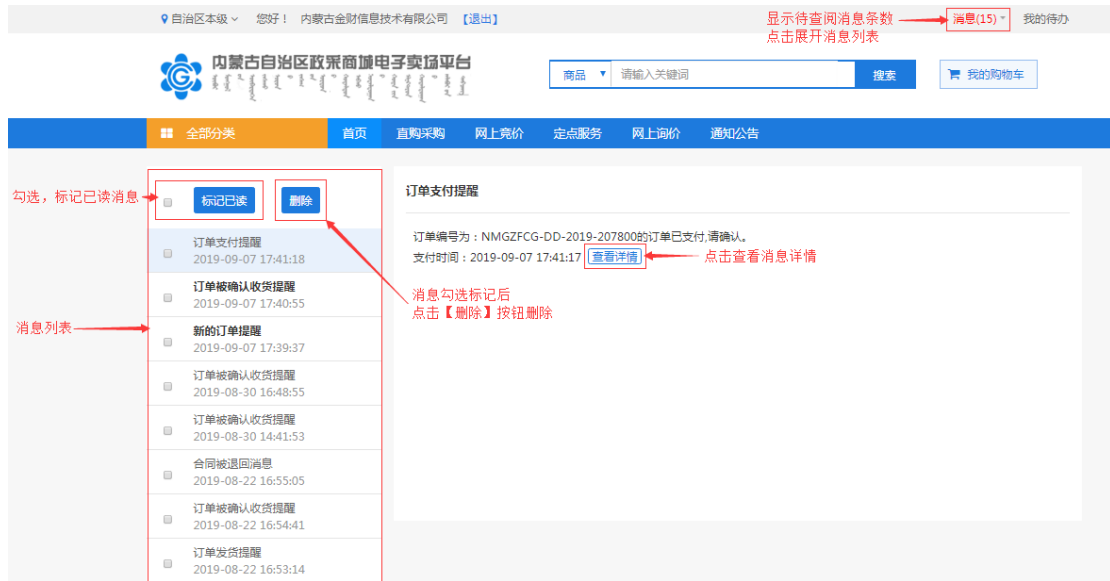 自治区本级 您好！ 内蒙古金财信息技术有限公司 【退出】
显示待查阅消息条数
点击展开消息列表
消息(15)
我的待办
内蒙古自治区政采商城电子卖场平台
商品 请输入关键词 搜索
我的购物车
全部分类 首页 直购采购 网上竞价 定点服务 网上询价 通知公告
勾选，标记已读消息
标记已读 删除
订单支付提醒
2019-09-07 17:41:18
订单被确认收货提醒
2019-09-07 17:40:55
消息列表
新的订单提醒
2019-09-07 17:39:37
订单被确认收货提醒
2019-08-30 16:48:55
订单被确认收货提醒
2019-08-30 14:41:53
合同被退回消息
2019-08-22 16:55:05
订单被确认收货提醒
2019-08-22 16:54:41
订单发货提醒
2019-08-22 16:53:14
订单支付提醒
订单编号为：NMGZFCG-DD-2019-207800的订单已支付,请确认。
支付时间：2019-09-07 17:41:17 查看详情
点击查看消息详情
消息勾选标记后
点击【删除】按钮删除